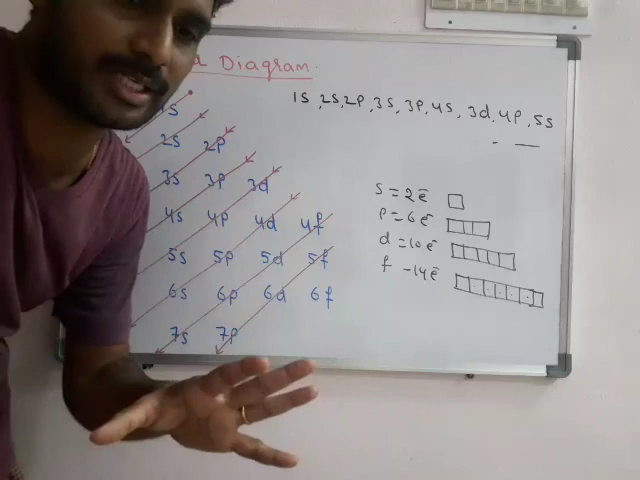 Diagram.
1S, 2S, 2P, 3S, 3P, 4S, 3d, 4P, 5S
1S
2S 2P
3S 3P 3d
4S 4P 4d 4f
5S 5P 5d 5f
6S 6P 6d 6f
7S 7P
S = 2e̅
P = 6e̅
d = 10e̅
f - 14e̅